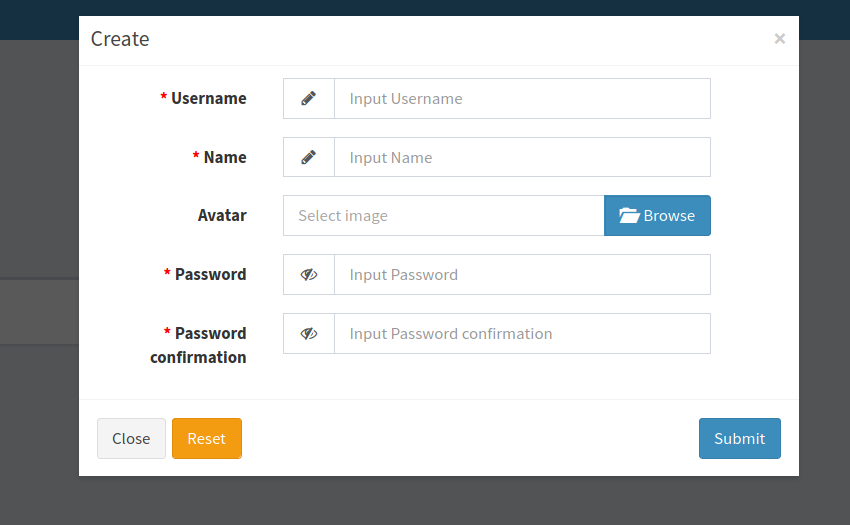 Create ×
* Username Input Username
* Name Input Name
Avatar Select image Browse
* Password Input Password
* Password confirmation Input Password confirmation
Close Reset Submit